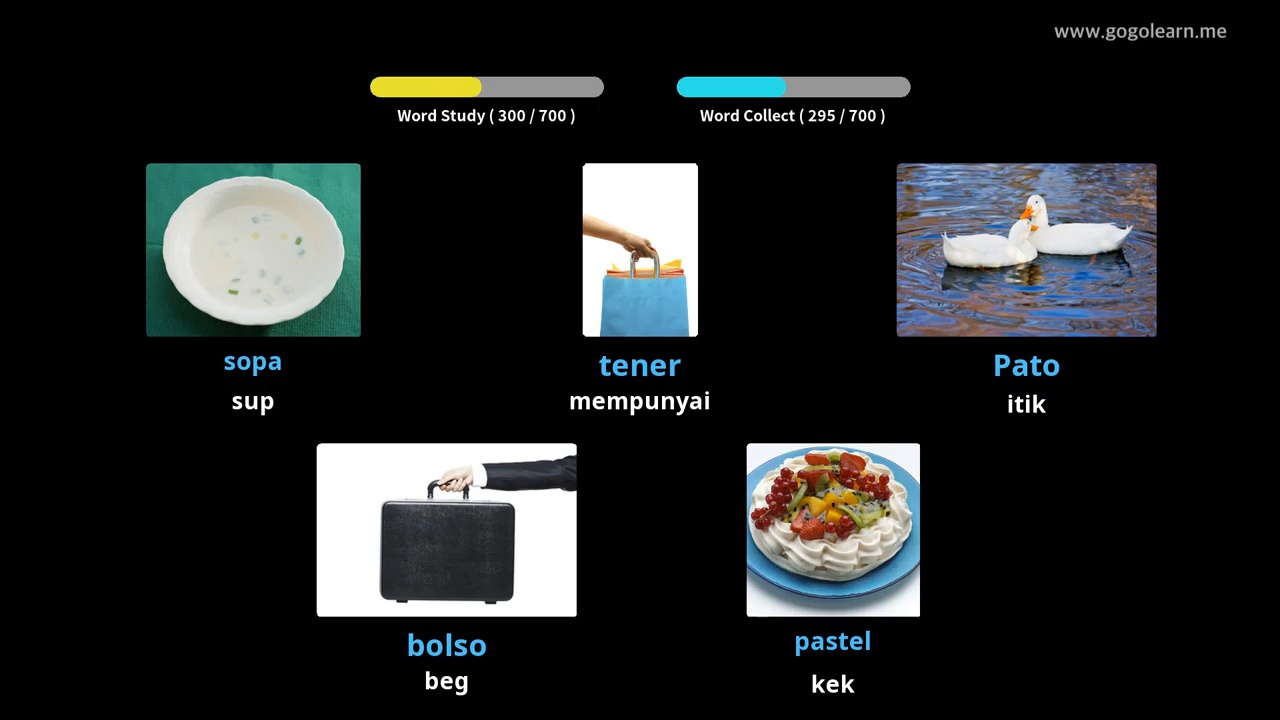 www.gogolearn.me
Word Study ( 300 / 700 )
Word Collect ( 295 / 700 )
sopa
sup
tener
mempunyai
Pato
itik
bolso
beg
pastel
kek